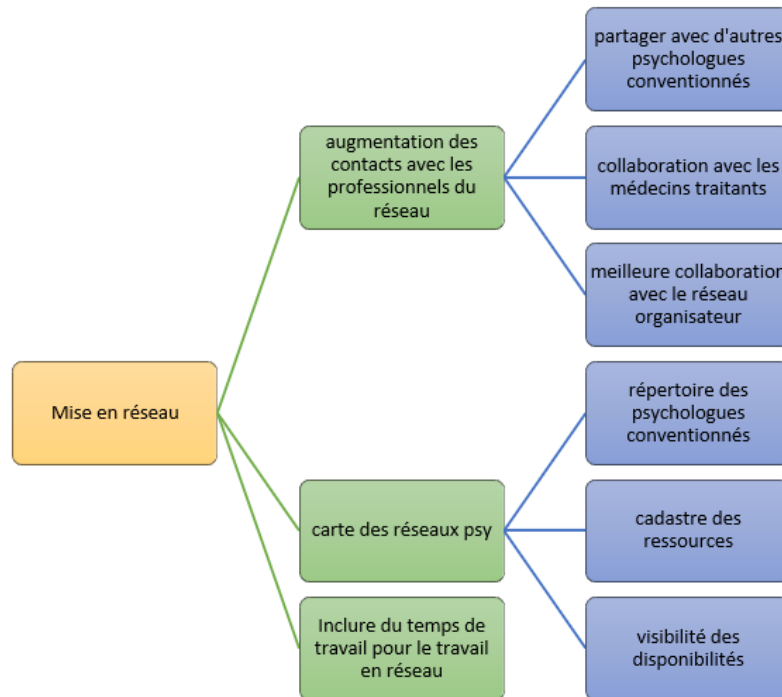 partager avec d'autres
psychologues
conventionnés
augmentation des
contacts avec les
professionnels du
réseau
collaboration avec les
médecins traitants
meilleure collaboration
avec le réseau
organisateur
Mise en réseau
répertoire des
psychologues
conventionnés
carte des réseaux psy
cadastre des
ressources
Inclure du temps de
travail pour le travail
en réseau
visibilité des
disponibilités